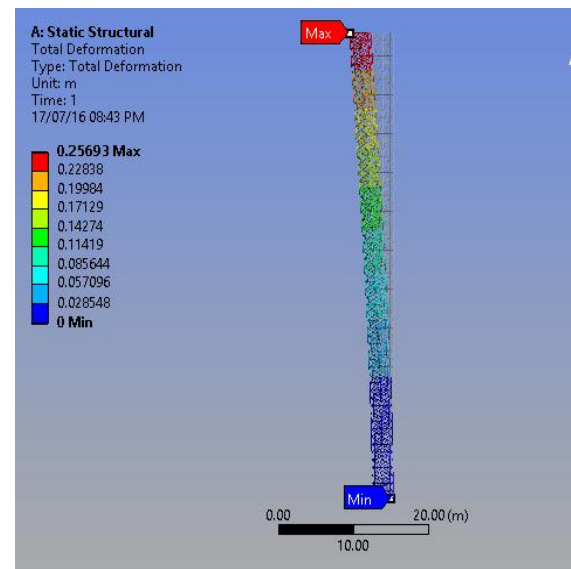 A: Static Structural
Total Deformation
Type: Total Deformation
Unit: m
Time: 1
17/07/16 08:43 PM
0.25693 Max
0.22838
0.19984
0.17129
0.14274
0.11419
0.085644
0.057096
0.028548
0 Min
Max
Min
0.00 20.00 (m)
10.00